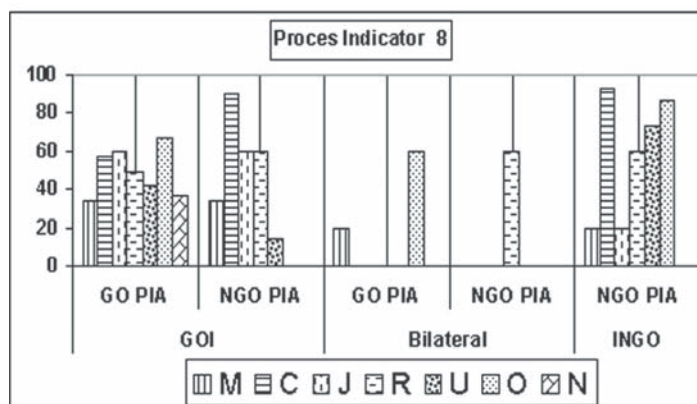 Proces Indicator 8
100
80
60
40
20
0
GO PIA NGO PIA GO PIA NGO PIA NGO PIA
GOI Bilateral INGO
M C J R U O N